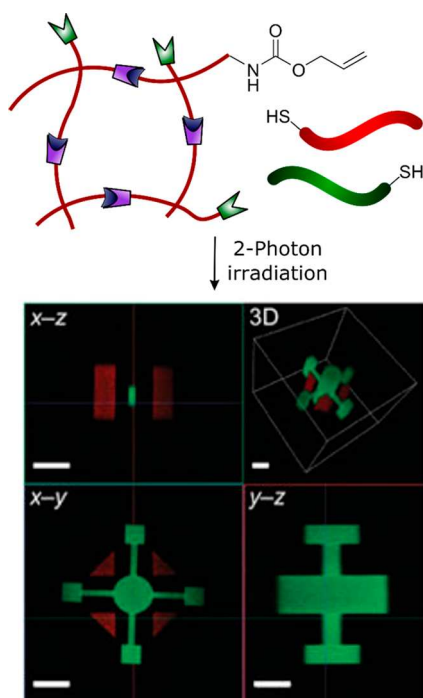 O
N
H
O
HS
SH
2-Photon
irradiation
x–z
3D
x–y
y–z